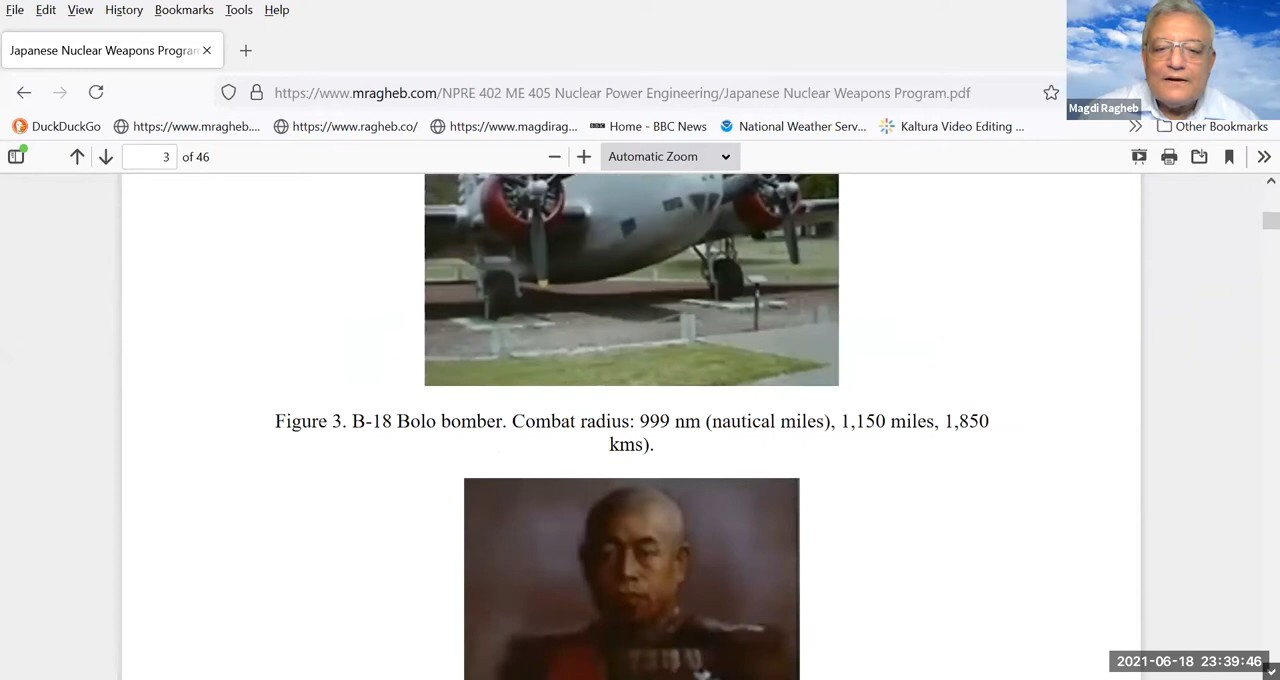 File Edit View History Bookmarks Tools Help
Japanese Nuclear Weapons Progran
https://www.mragheb.com/NPRE 402 ME 405 Nuclear Power Engineering/Japanese Nuclear Weapons Program.pdf
Magdi Ragheb
DuckDuckGo https://www.mragheb.... https://www.ragheb.co/ https://www.magdirag... BBC Home - BBC News National Weather Serv... Kaltura Video Editing ... Other Bookmarks
3 of 46 Automatic Zoom
Figure 3. B-18 Bolo bomber. Combat radius: 999 nm (nautical miles), 1,150 miles, 1,850
kms).
2021-06-18 23:39:46